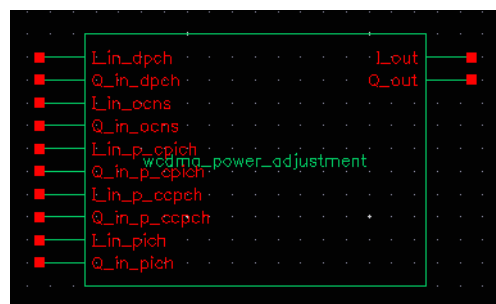 I_in_dpch I_out
Q_in_dpch Q_out
I_in_ocns
Q_in_ocns
I_in_p_cpich
wcdma_power_adjustment
Q_in_p_cpich
I_in_p_ccpch
Q_in_p_ccpch
I_in_pich
Q_in_pich